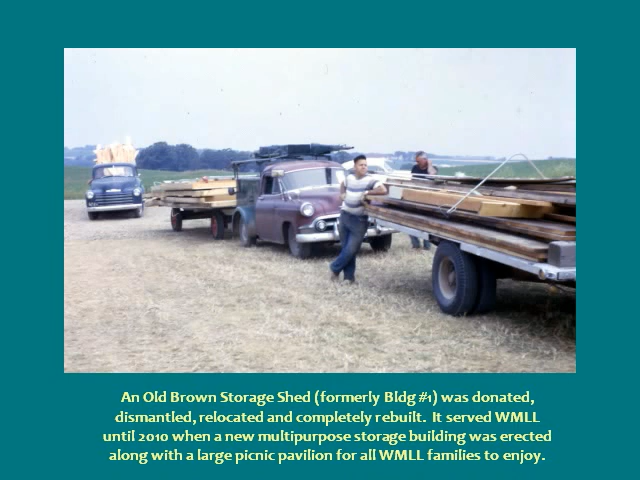 An Old Brown Storage Shed (formerly Bldg #1) was donated,
dismantled, relocated and completely rebuilt. It served WMLL
until 2010 when a new multipurpose storage building was erected
along with a large picnic pavilion for all WMLL families to enjoy.